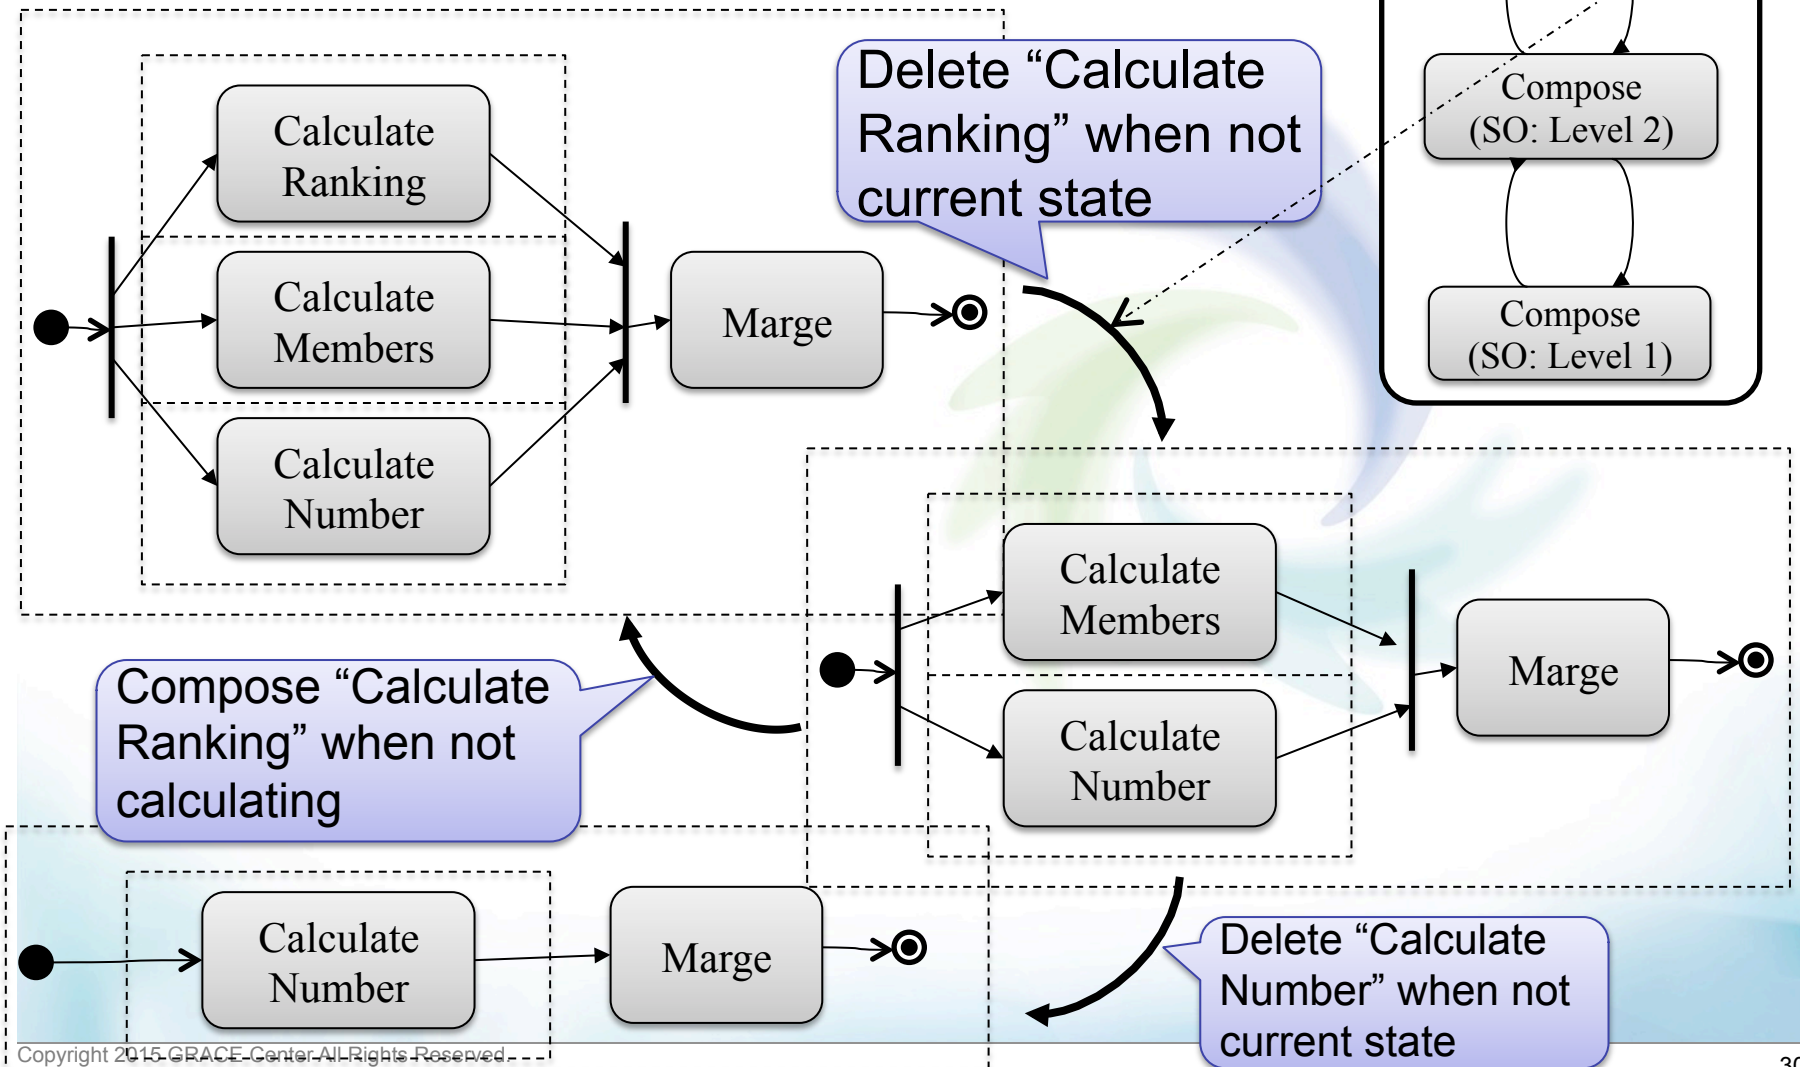 Calculate
Ranking
Calculate
Members
Calculate
Number
Marge
Delete “Calculate
Ranking” when not
current state
Compose
(SO: Level 2)
Compose
(SO: Level 1)
Compose “Calculate
Ranking” when not
calculating
Calculate
Members
Calculate
Number
Marge
Calculate
Number
Marge
Delete “Calculate
Number” when not
current state
Copyright 2015 GRACE Center All Rights Reserved.
30